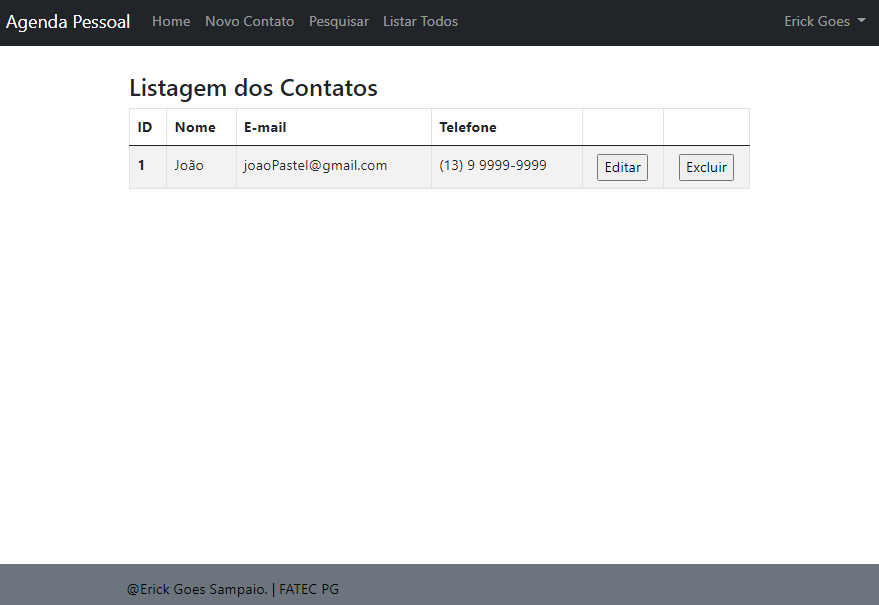 Agenda Pessoal Home Novo Contato Pesquisar Listar Todos Erick Goes
Listagem dos Contatos
ID Nome E-mail Telefone
1 João joaoPastel@gmail.com (13) 9 9999-9999 Editar Excluir
@Erick Goes Sampaio. | FATEC PG